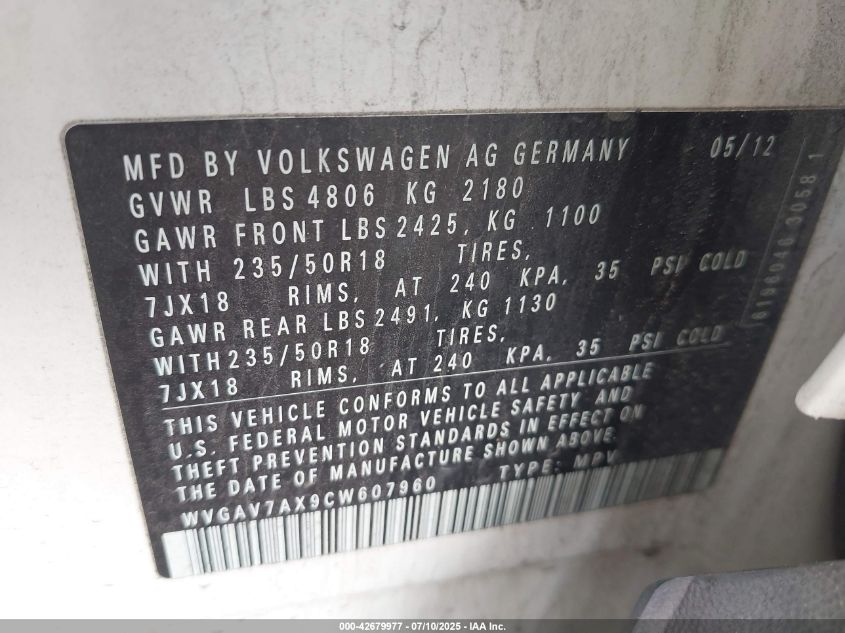 MFD BY VOLKSWAGEN AG GERMANY 05/12
GVWR LBS 4806 KG 2180
GAWR FRONT LBS 2425, KG 1100
WITH 235/50R18 TIRES,
7JX18 RIMS, AT 240 KPA, 35 PSI COLD
GAWR REAR LBS 2491, KG 1130
WITH 235/50R18 TIRES,
7JX18 RIMS, AT 240 KPA, 35 PSI COLD
THIS VEHICLE CONFORMS TO ALL APPLICABLE
U.S. FEDERAL MOTOR VEHICLE SAFETY AND
THEFT PREVENTION STANDARDS IN EFFECT ON
THE DATE OF MANUFACTURE SHOWN ABOVE.
WVGAV7AX9CW607960 TYPE: MPV
000-42679977 - 07/10/2025 - IAA Inc.